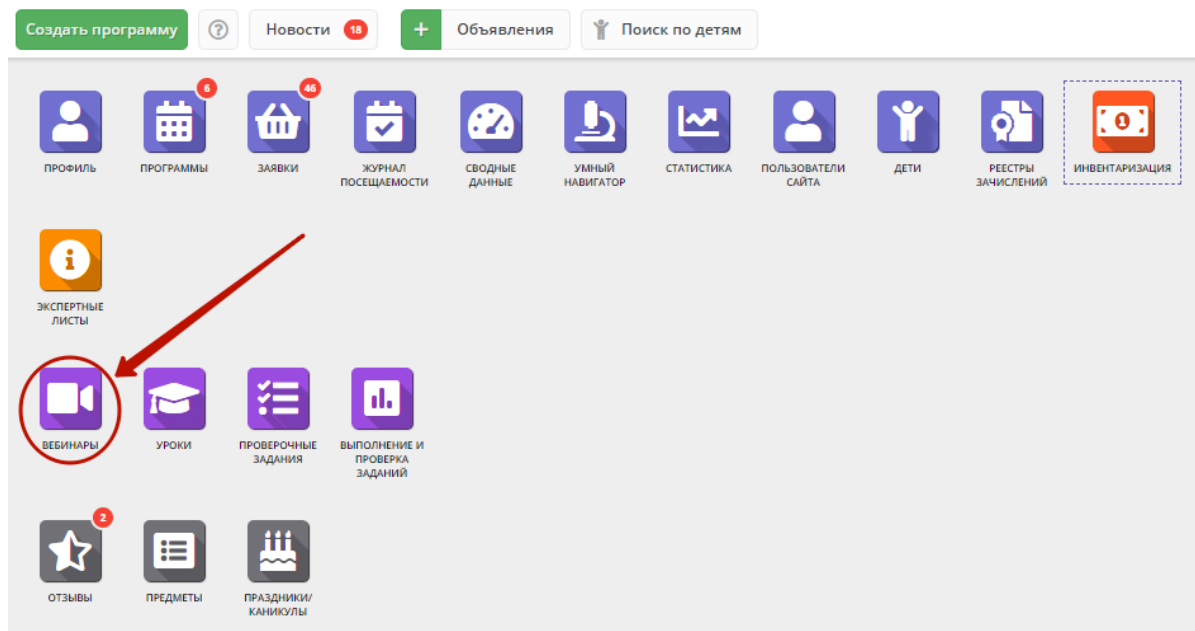 Создать программу ? Новости 18 + Объявления Поиск по детям
6 46
1
ПРОФИЛЬ ПРОГРАММЫ ЗАЯВКИ ЖУРНАЛ СВОДНЫЕ УМНЫЙ СТАТИСТИКА ПОЛЬЗОВАТЕЛИ ДЕТИ РЕЕСТРЫ ИНВЕНТАРИЗАЦИЯ
ПОСЕЩАЕМОСТИ ДАННЫЕ НАВИГАТОР САЙТА ЗАЧИСЛЕНИЙ
i
ЭКСПЕРТНЫЕ
ЛИСТЫ
ВЕБИНАРЫ УРОКИ ПРОВЕРОЧНЫЕ ВЫПОЛНЕНИЕ И
ЗАДАНИЯ ПРОВЕРКА
ЗАДАНИЙ
2
ОТЗЫВЫ ПРЕДМЕТЫ ПРАЗДНИКИ/
КАНИКУЛЫ